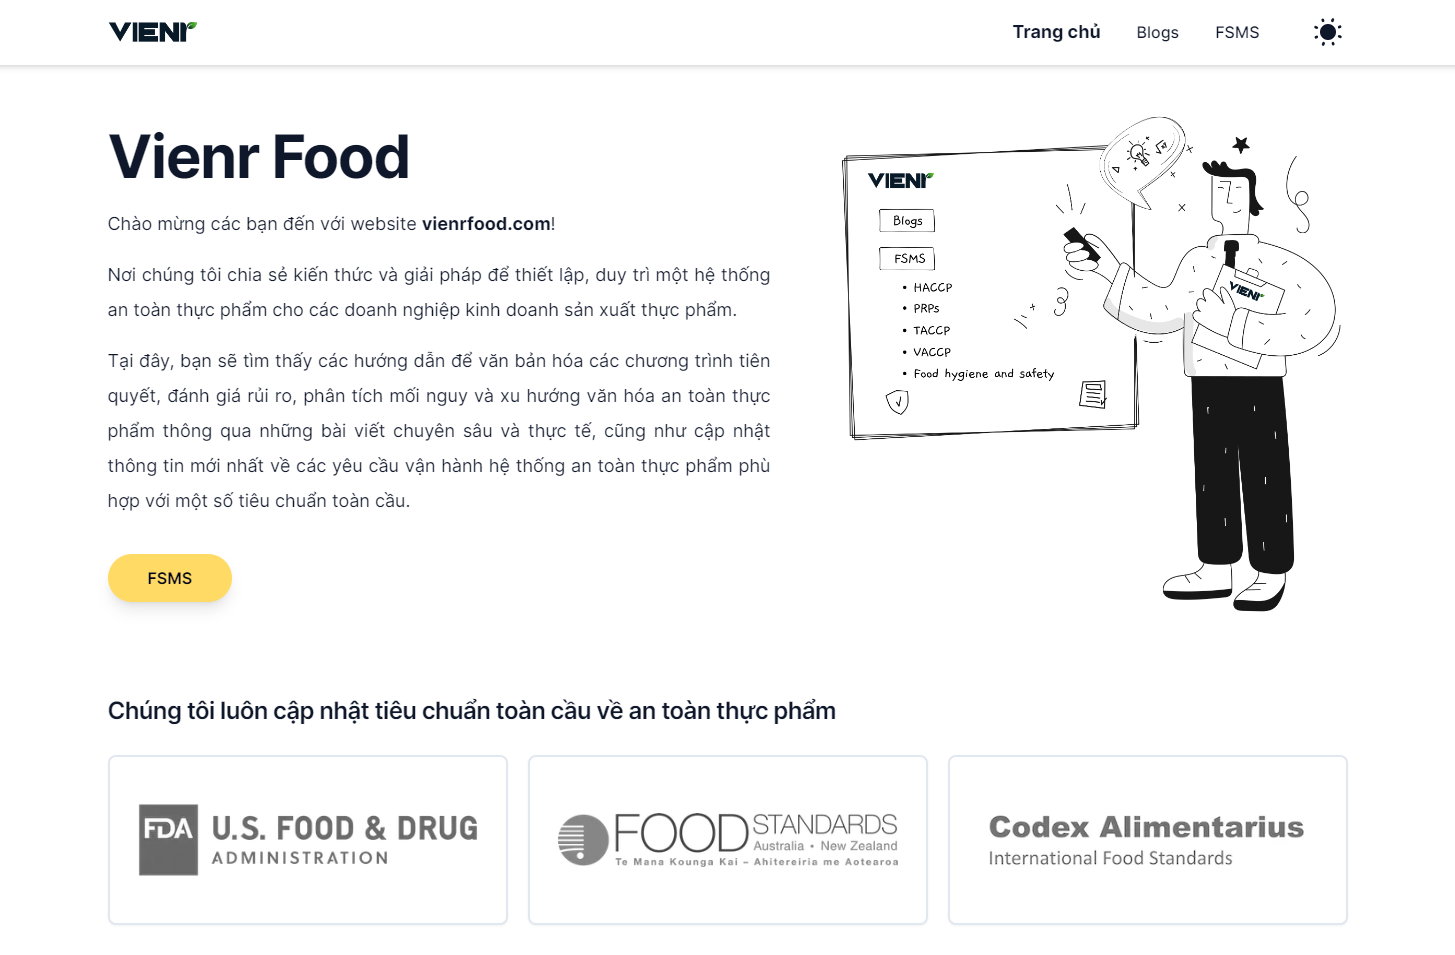 VIENr
Trang chủ
Blogs
FSMS
Vienr Food
Chào mừng các bạn đến với website vienrfood.com!
Nơi chúng tôi chia sẻ kiến thức và giải pháp để thiết lập, duy trì một hệ thống
an toàn thực phẩm cho các doanh nghiệp kinh doanh sản xuất thực phẩm.
Tại đây, bạn sẽ tìm thấy các hướng dẫn để văn bản hóa các chương trình tiên
quyết, đánh giá rủi ro, phân tích mối nguy và xu hướng văn hóa an toàn thực
phẩm thông qua những bài viết chuyên sâu và thực tế, cũng như cập nhật
thông tin mới nhất về các yêu cầu vận hành hệ thống an toàn thực phẩm phù
hợp với một số tiêu chuẩn toàn cầu.
FSMS
VIENr
Blogs
FSMS
• HACCP
• PRPs
• TACCP
• VACCP
• Food hygiene and safety
VIENr
Chúng tôi luôn cập nhật tiêu chuẩn toàn cầu về an toàn thực phẩm
FDA
U.S. FOOD & DRUG
ADMINISTRATION
FOOD STANDARDS
Australia • New Zealand
Te Mana Kounga Kai – Ahitereiria me Aotearoa
Codex Alimentarius
International Food Standards